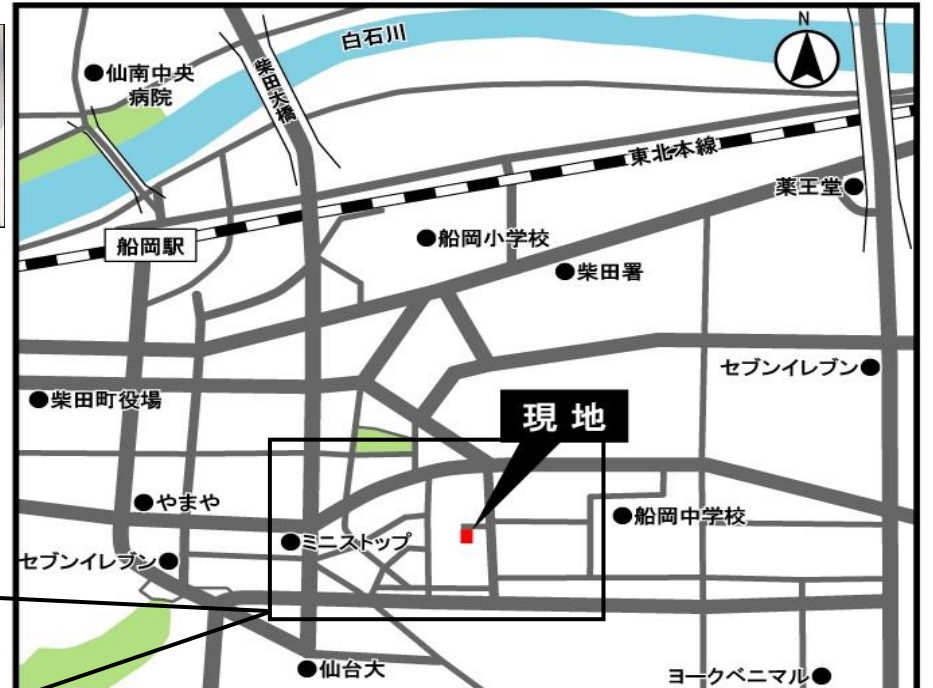 N
白石川
柴田大橋
仙南中央
病院
東北本線
薬王堂
船岡駅
船岡小学校
柴田署
セブンイレブン
柴田町役場
現地
やまや
船岡中学校
ミニストップ
セブンイレブン
仙台大
ヨークベニマル